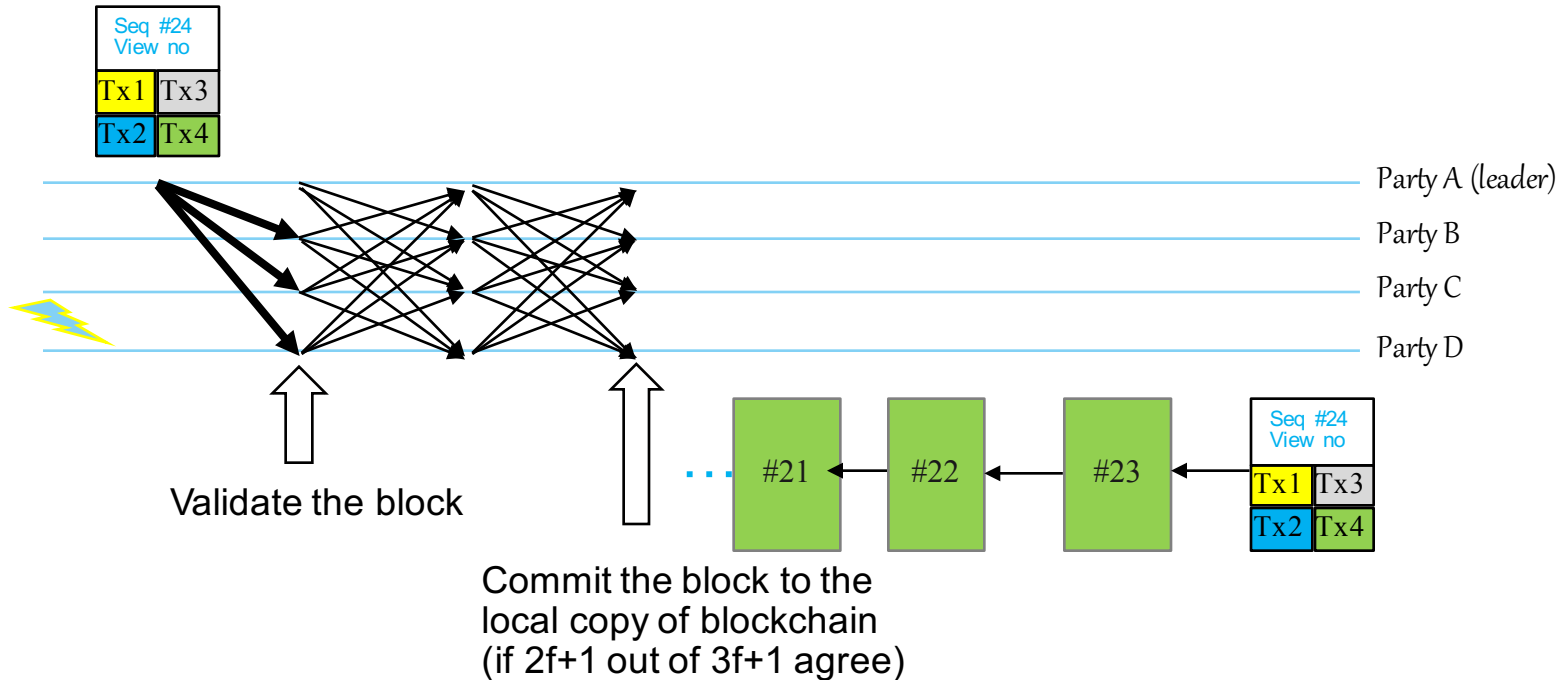 Seq #24
View no
Tx1 Tx3
Tx2 Tx4
Party A (leader)
Party B
Party C
Party D
Validate the block
Commit the block to the
local copy of blockchain
(if 2f+1 out of 3f+1 agree)
... #21 #22 #23
Seq #24
View no
Tx1 Tx3
Tx2 Tx4